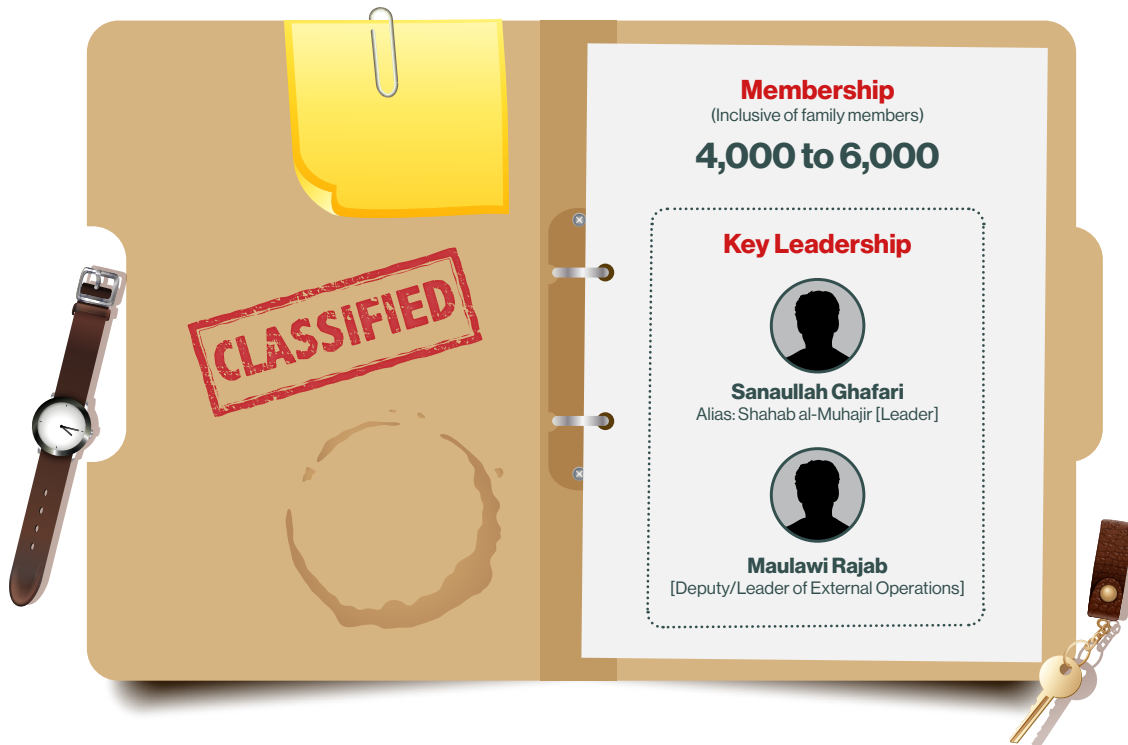 CLASSIFIED
Membership
(Inclusive of family members)
4,000 to 6,000
Key Leadership
Sanaullah Ghafari
Alias: Shahab al-Muhajir [Leader]
Maulawi Rajab
[Deputy/Leader of External Operations]